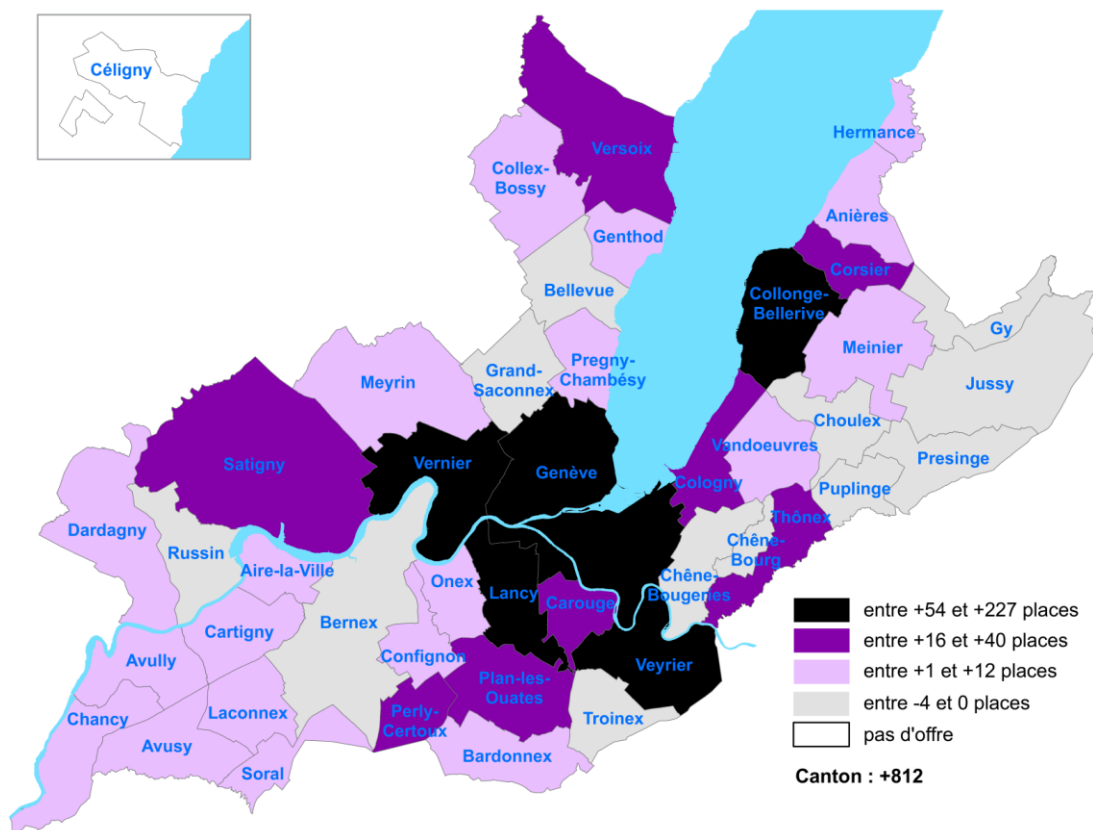 Céligny
Versoix
Hermance
Collex-
Bossy
Anières
Genthod
Corsier
Bellevue
Collonge-
Bellerive
Gy
Meinier
Pregny-
Chambésy
Grand-
Saconnex
Meyrin
Jussy
Choulex
Vandoeuvres
Presinge
Satigny
Vernier
Genève
Cologny
Puplinge
Thônex
Dardagny
Russin
Chêne-
Bourg
Aire-la-Ville
Onex
Lancy
Carouge
Chêne-
Bougeries
Bernex
Cartigny
Avully
Confignon
Veyrier
Plan-les-
Ouates
Perly-
Certoux
Troinex
Chancy
Laconnex
Avusy
Soral
Bardonnex
entre +54 et +227 places
entre +16 et +40 places
entre +1 et +12 places
entre -4 et 0 places
pas d'offre
Canton : +812